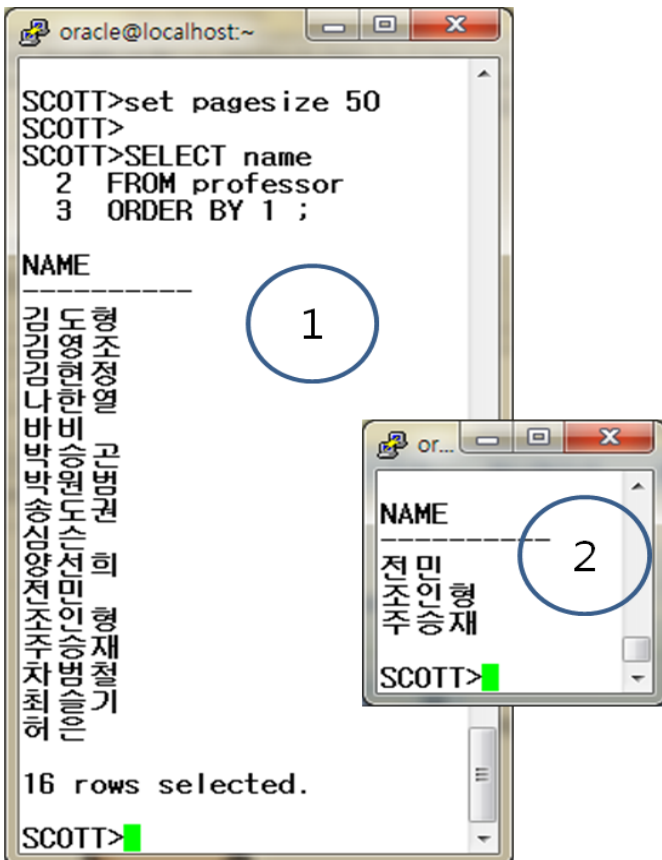 oracle@localhost:~
SCOTT>set pagesize 50
SCOTT>
SCOTT>SELECT name
2 FROM professor
3 ORDER BY 1 ;
NAME
----------
김도형
김영조
김현정
나한열
바비
박승곤
박원범
송도권
심슨
양선희
전민
조인형
주승재
차범철
최슬기
허은
16 rows selected.
SCOTT>
1
or...
NAME
----------
전민
조인형
주승재
SCOTT>
2